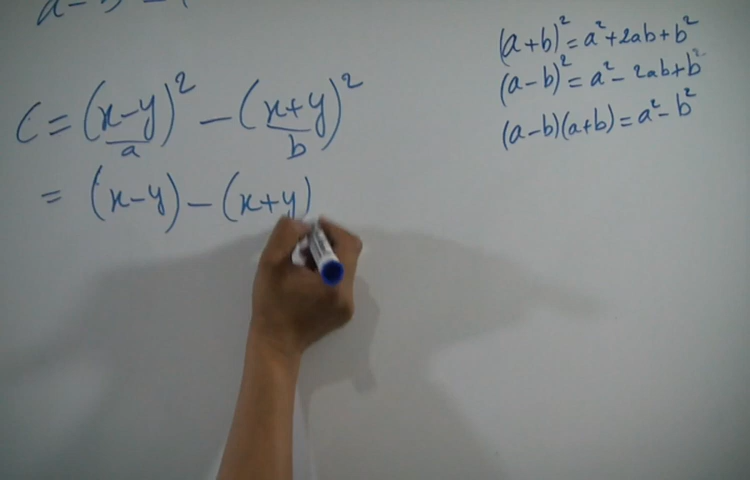 (a+b)² = a² + 2ab + b²
(a-b)² = a² - 2ab + b²
(a-b)(a+b) = a² - b²
C = (x-y)² - (x+y)²
a b
= (x-y) - (x+y)